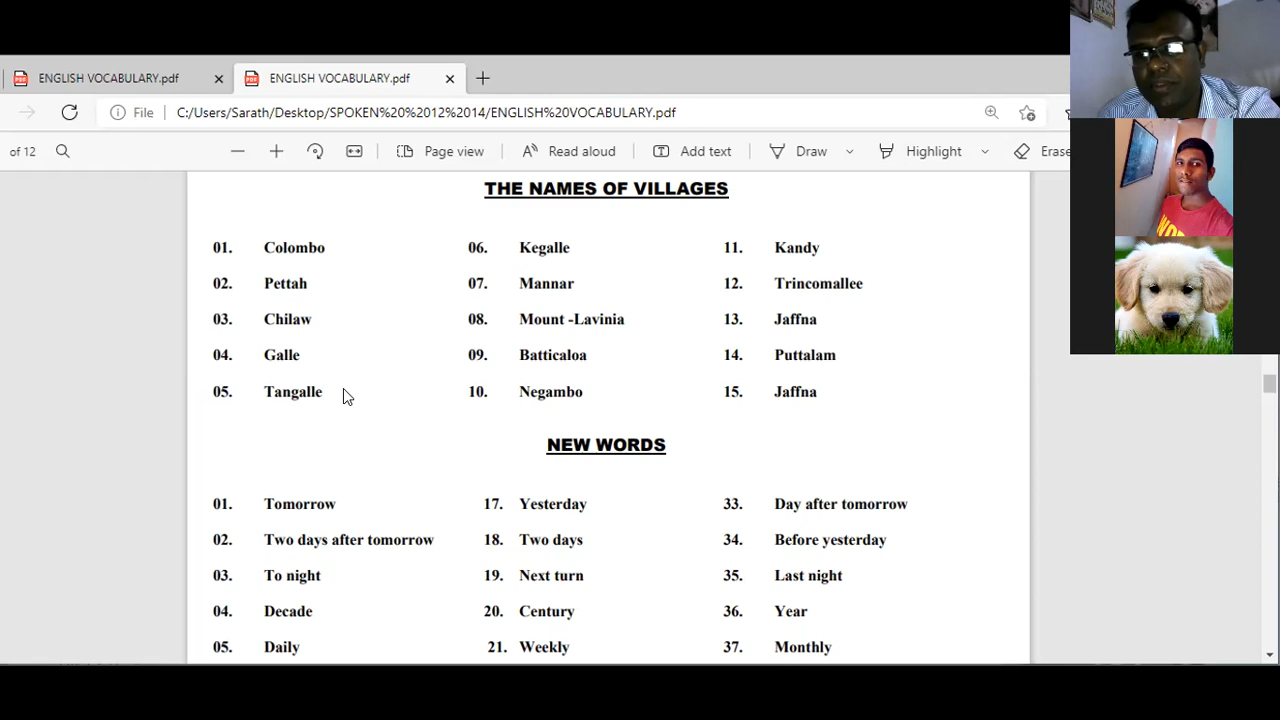 ENGLISH VOCABULARY.pdf ENGLISH VOCABULARY.pdf
File C:/Users/Sarath/Desktop/SPOKEN%20%2012%2014/ENGLISH%20VOCABULARY.pdf
of 12 Page view Read aloud Add text Draw Highlight Erase
THE NAMES OF VILLAGES
01. Colombo 06. Kegalle 11. Kandy
02. Pettah 07. Mannar 12. Trincomallee
03. Chilaw 08. Mount -Lavinia 13. Jaffna
04. Galle 09. Batticaloa 14. Puttalam
05. Tangalle 10. Negambo 15. Jaffna
NEW WORDS
01. Tomorrow 17. Yesterday 33. Day after tomorrow
02. Two days after tomorrow 18. Two days 34. Before yesterday
03. To night 19. Next turn 35. Last night
04. Decade 20. Century 36. Year
05. Daily 21. Weekly 37. Monthly